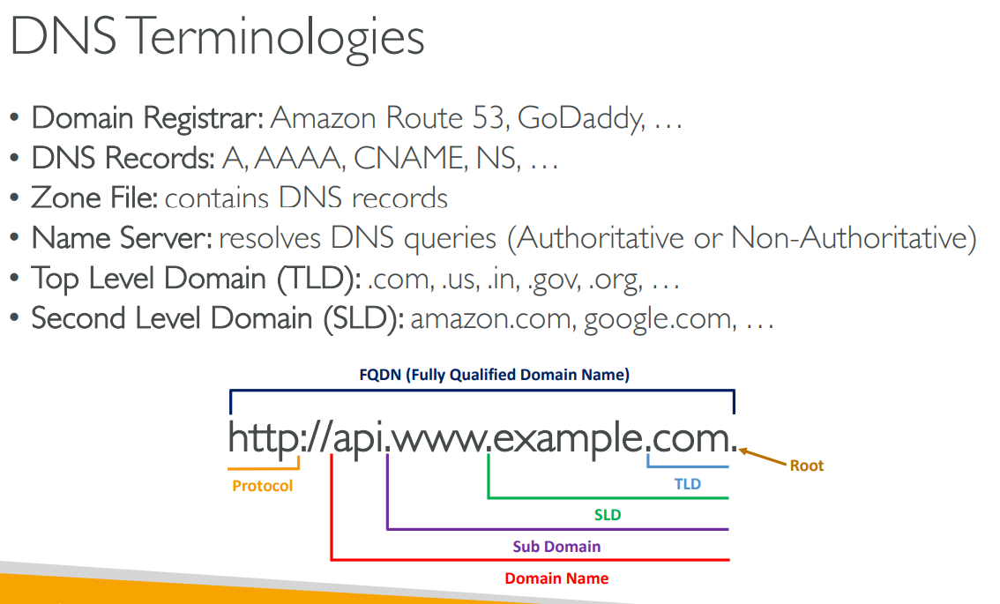 DNS Terminologies
• Domain Registrar: Amazon Route 53, GoDaddy, …
• DNS Records: A, AAAA, CNAME, NS, …
• Zone File: contains DNS records
• Name Server: resolves DNS queries (Authoritative or Non-Authoritative)
• Top Level Domain (TLD): .com, .us, .in, .gov, .org, …
• Second Level Domain (SLD): amazon.com, google.com, …
FQDN (Fully Qualified Domain Name)
http://api.www.example.com.
Root
Protocol
TLD
SLD
Sub Domain
Domain Name